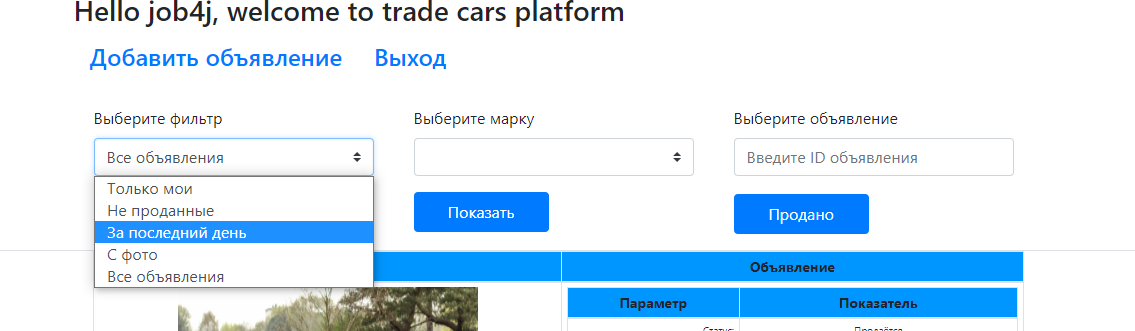 Hello job4j, welcome to trade cars platform
Добавить объявление Выход
Выберите фильтр Выберите марку Выберите объявление
Все объявления Введите ID объявления
Только мои
Не проданные
За последний день
С фото
Все объявления
Показать Продано
Объявление
Параметр Показатель
Статус: Продаётся